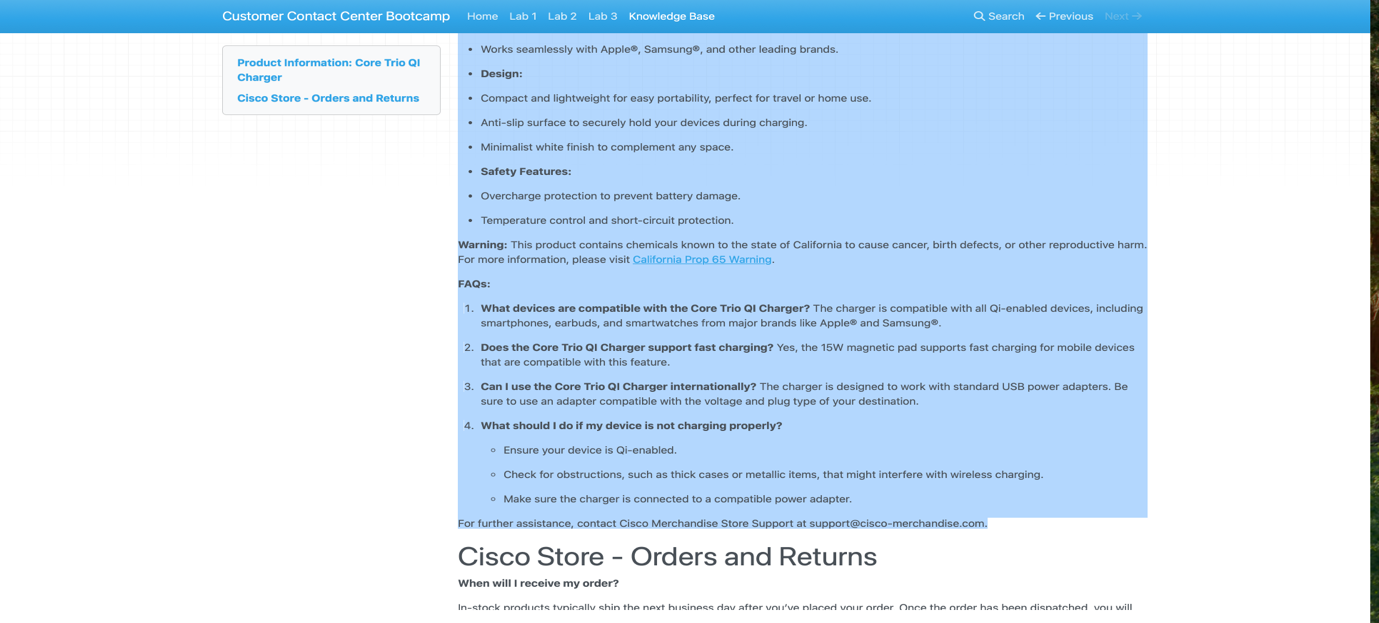 Customer Contact Center Bootcamp Home Lab 1 Lab 2 Lab 3 Knowledge Base Search Previous Next
Product Information: Core Trio QI
Charger
Cisco Store - Orders and Returns
• Works seamlessly with Apple®, Samsung®, and other leading brands.
• Design:
• Compact and lightweight for easy portability, perfect for travel or home use.
• Anti-slip surface to securely hold your devices during charging.
• Minimalist white finish to complement any space.
• Safety Features:
• Overcharge protection to prevent battery damage.
• Temperature control and short-circuit protection.
Warning: This product contains chemicals known to the state of California to cause cancer, birth defects, or other reproductive harm.
For more information, please visit California Prop 65 Warning.
FAQs:
1. What devices are compatible with the Core Trio QI Charger? The charger is compatible with all Qi-enabled devices, including
smartphones, earbuds, and smartwatches from major brands like Apple® and Samsung®.
2. Does the Core Trio QI Charger support fast charging? Yes, the 15W magnetic pad supports fast charging for mobile devices
that are compatible with this feature.
3. Can I use the Core Trio QI Charger internationally? The charger is designed to work with standard USB power adapters. Be
sure to use an adapter compatible with the voltage and plug type of your destination.
4. What should I do if my device is not charging properly?
○ Ensure your device is Qi-enabled.
○ Check for obstructions, such as thick cases or metallic items, that might interfere with wireless charging.
○ Make sure the charger is connected to a compatible power adapter.
For further assistance, contact Cisco Merchandise Store Support at support@cisco-merchandise.com.
Cisco Store - Orders and Returns
When will I receive my order?
In-stock products typically ship the next business day after you've placed your order. Once the order has been dispatched, you will